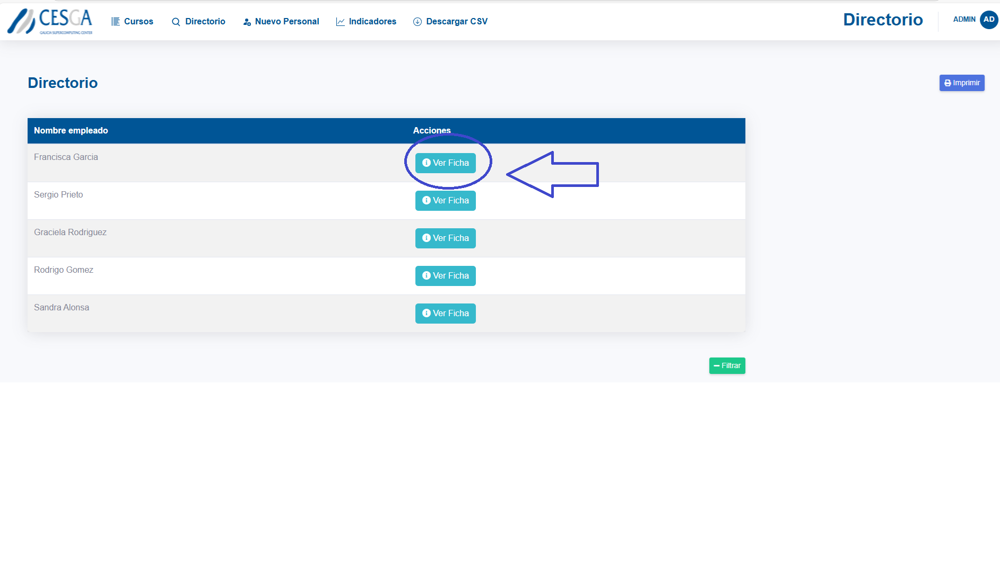 CESGA
GALICIA SUPERCOMPUTING CENTER
Cursos
Directorio
Nuevo Personal
Indicadores
Descargar CSV
Directorio
ADMIN
AD
Directorio
Imprimir
Nombre empleado
Acciones
Francisca Garcia
Ver Ficha
Sergio Prieto
Ver Ficha
Graciela Rodriguez
Ver Ficha
Rodrigo Gomez
Ver Ficha
Sandra Alonsa
Ver Ficha
Filtrar